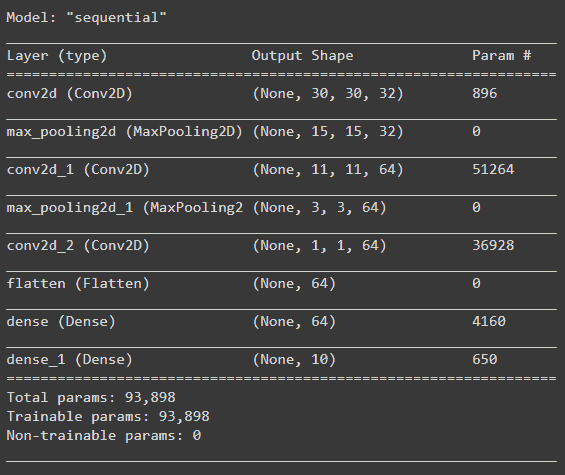 Model: "sequential"
Layer (type) Output Shape Param #
conv2d (Conv2D) (None, 30, 30, 32) 896
max_pooling2d (MaxPooling2D) (None, 15, 15, 32) 0
conv2d_1 (Conv2D) (None, 11, 11, 64) 51264
max_pooling2d_1 (MaxPooling2 (None, 3, 3, 64) 0
conv2d_2 (Conv2D) (None, 1, 1, 64) 36928
flatten (Flatten) (None, 64) 0
dense (Dense) (None, 64) 4160
dense_1 (Dense) (None, 10) 650
Total params: 93,898
Trainable params: 93,898
Non-trainable params: 0